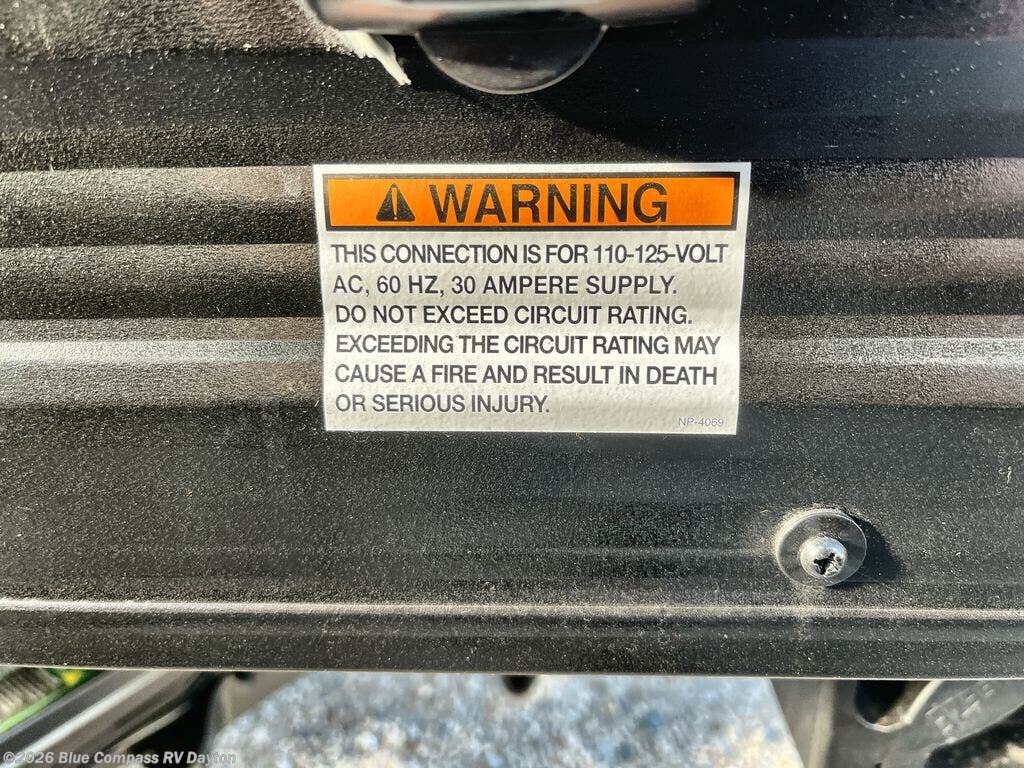 WARNING
THIS CONNECTION IS FOR 110-125-VOLT
AC, 60 HZ, 30 AMPERE SUPPLY.
DO NOT EXCEED CIRCUIT RATING.
EXCEEDING THE CIRCUIT RATING MAY
CAUSE A FIRE AND RESULT IN DEATH
OR SERIOUS INJURY.
NP-4069
©2026 Blue Compass RV Dayton